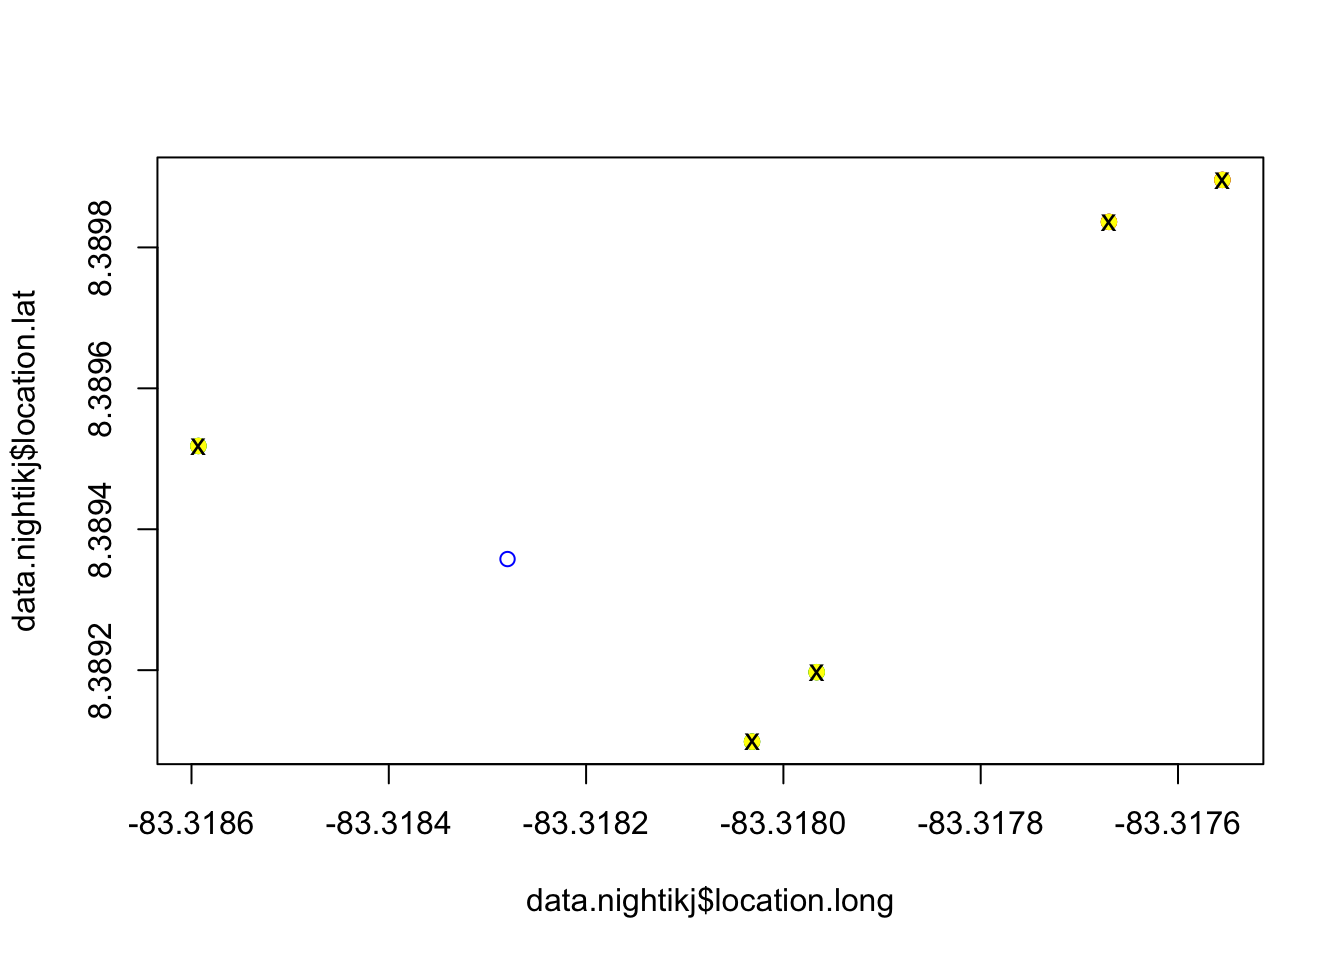 data.nightikj$location.lat
8.3898
8.3896
8.3894
8.3892
x
x
x
x
x
-83.3186 -83.3184 -83.3182 -83.3180 -83.3178 -83.3176
data.nightikj$location.long